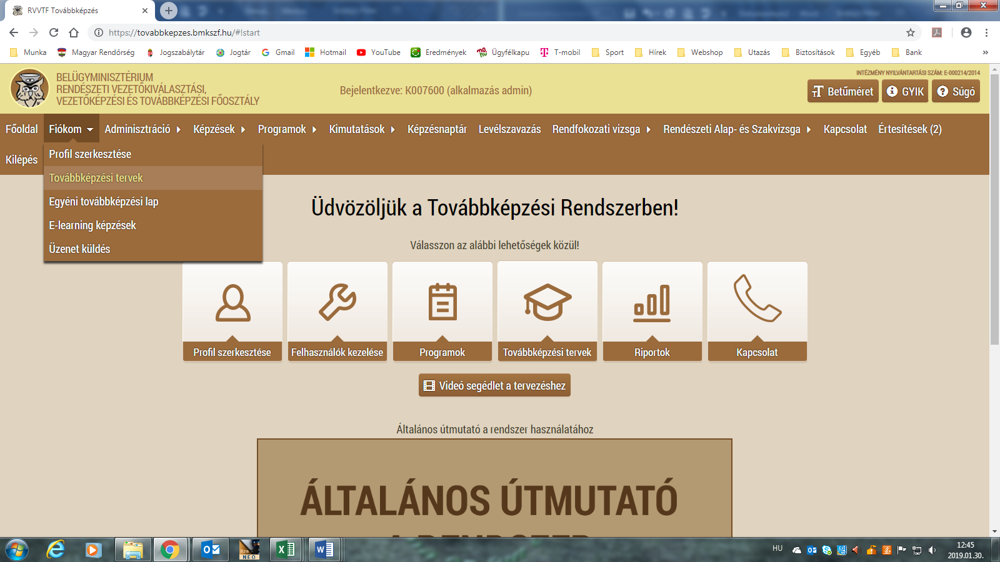 RVVTF Továbbképzés
https://tovabbkepzes.bmkszf.hu/#!start
Munka Magyar Rendőrség Jogszabálytár Jogtár Gmail Hotmail YouTube Eredmények Ügyfélkapu T-mobil Sport Hírek Webshop Utazás Biztosítások Egyéb Bank »
BELÜGYMINISZTÉRIUM
RENDÉSZETI VEZETŐKIVÁLASZTÁSI,
VEZETŐKÉPZÉSI ÉS TOVÁBBKÉPZÉSI FŐOSZTÁLY
Bejelentkezve: K007600 (alkalmazás admin)
INTÉZMÉNY NYILVÁNTARTÁSI SZÁM: E-000214/2014
Betűméret GYIK Súgó
Főoldal Fiókom Adminisztráció Képzések Programok Kimutatások Képzésnaptár Levélszavazás Rendfokozati vizsga Rendészeti Alap- és Szakvizsga Kapcsolat Értesítések (2)
Kilépés
Profil szerkesztése
Továbbképzési tervek
Egyéni továbbképzési lap
E-learning képzések
Üzenet küldés
Üdvözöljük a Továbbképzési Rendszerben!
Válasszon az alábbi lehetőségek közül!
Profil szerkesztése Felhasználók kezelése Programok Továbbképzési tervek Riportok Kapcsolat
Videó segédlet a tervezéshez
Általános útmutató a rendszer használatához
ÁLTALÁNOS ÚTMUTATÓ
A RENDSZER
NEO
HU
12:45
2019.01.30.